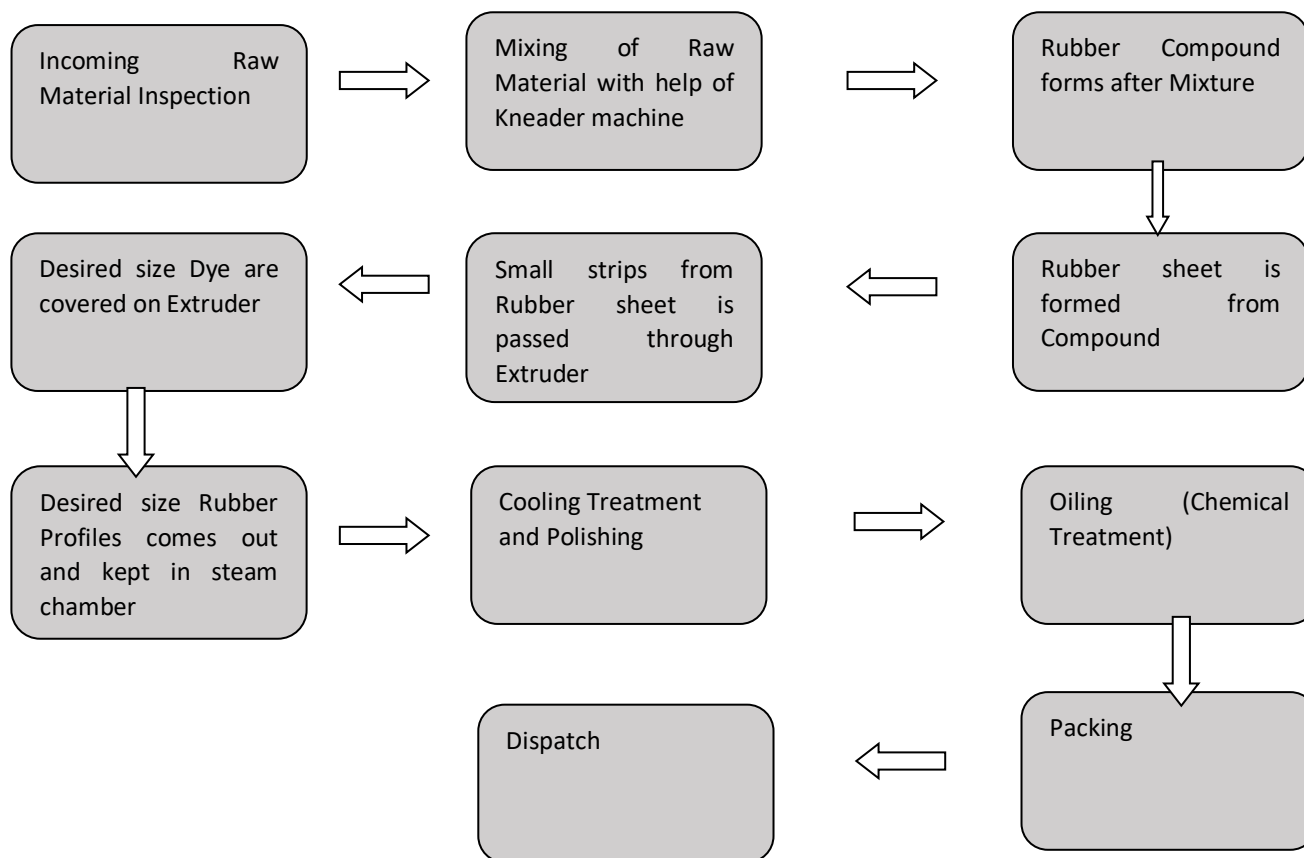 Incoming Raw
Material Inspection
Mixing of Raw
Material with help of
Kneader machine
Rubber Compound
forms after Mixture
Rubber sheet is
formed from
Compound
Small strips from
Rubber sheet is
passed through
Extruder
Desired size Dye are
covered on Extruder
Desired size Rubber
Profiles comes out
and kept in steam
chamber
Cooling Treatment
and Polishing
Oiling (Chemical
Treatment)
Packing
Dispatch